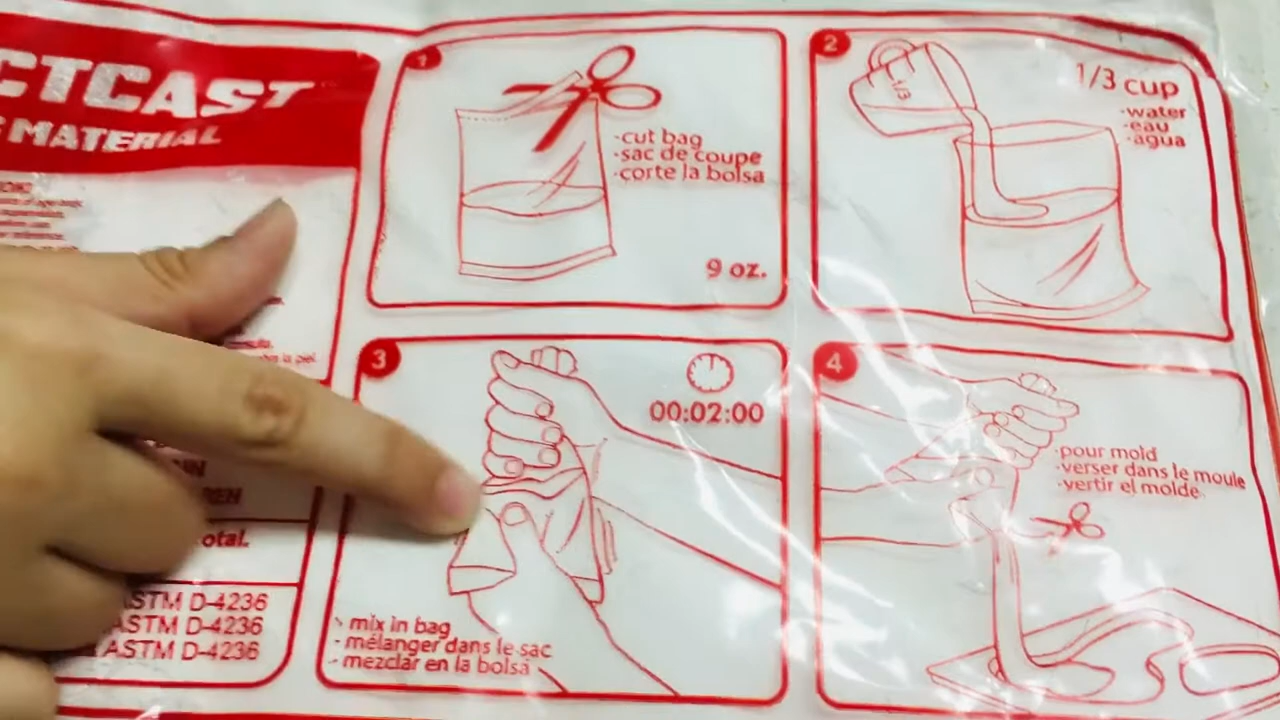 CTCAST
MATERIAL
1
-cut bag
-sac de coupe
-corte la bolsa
9 oz.
2
1/3
1/3 cup
-water
-eau
-agua
3
00:02:00
- mix in bag
- mélanger dans le sac
- mezclar en la bolsa
4
-pour mold
-verser dans le moule
-vertir el molde.
otal.
ASTM D-4236
ASTM D-4236
ASTM D-4236